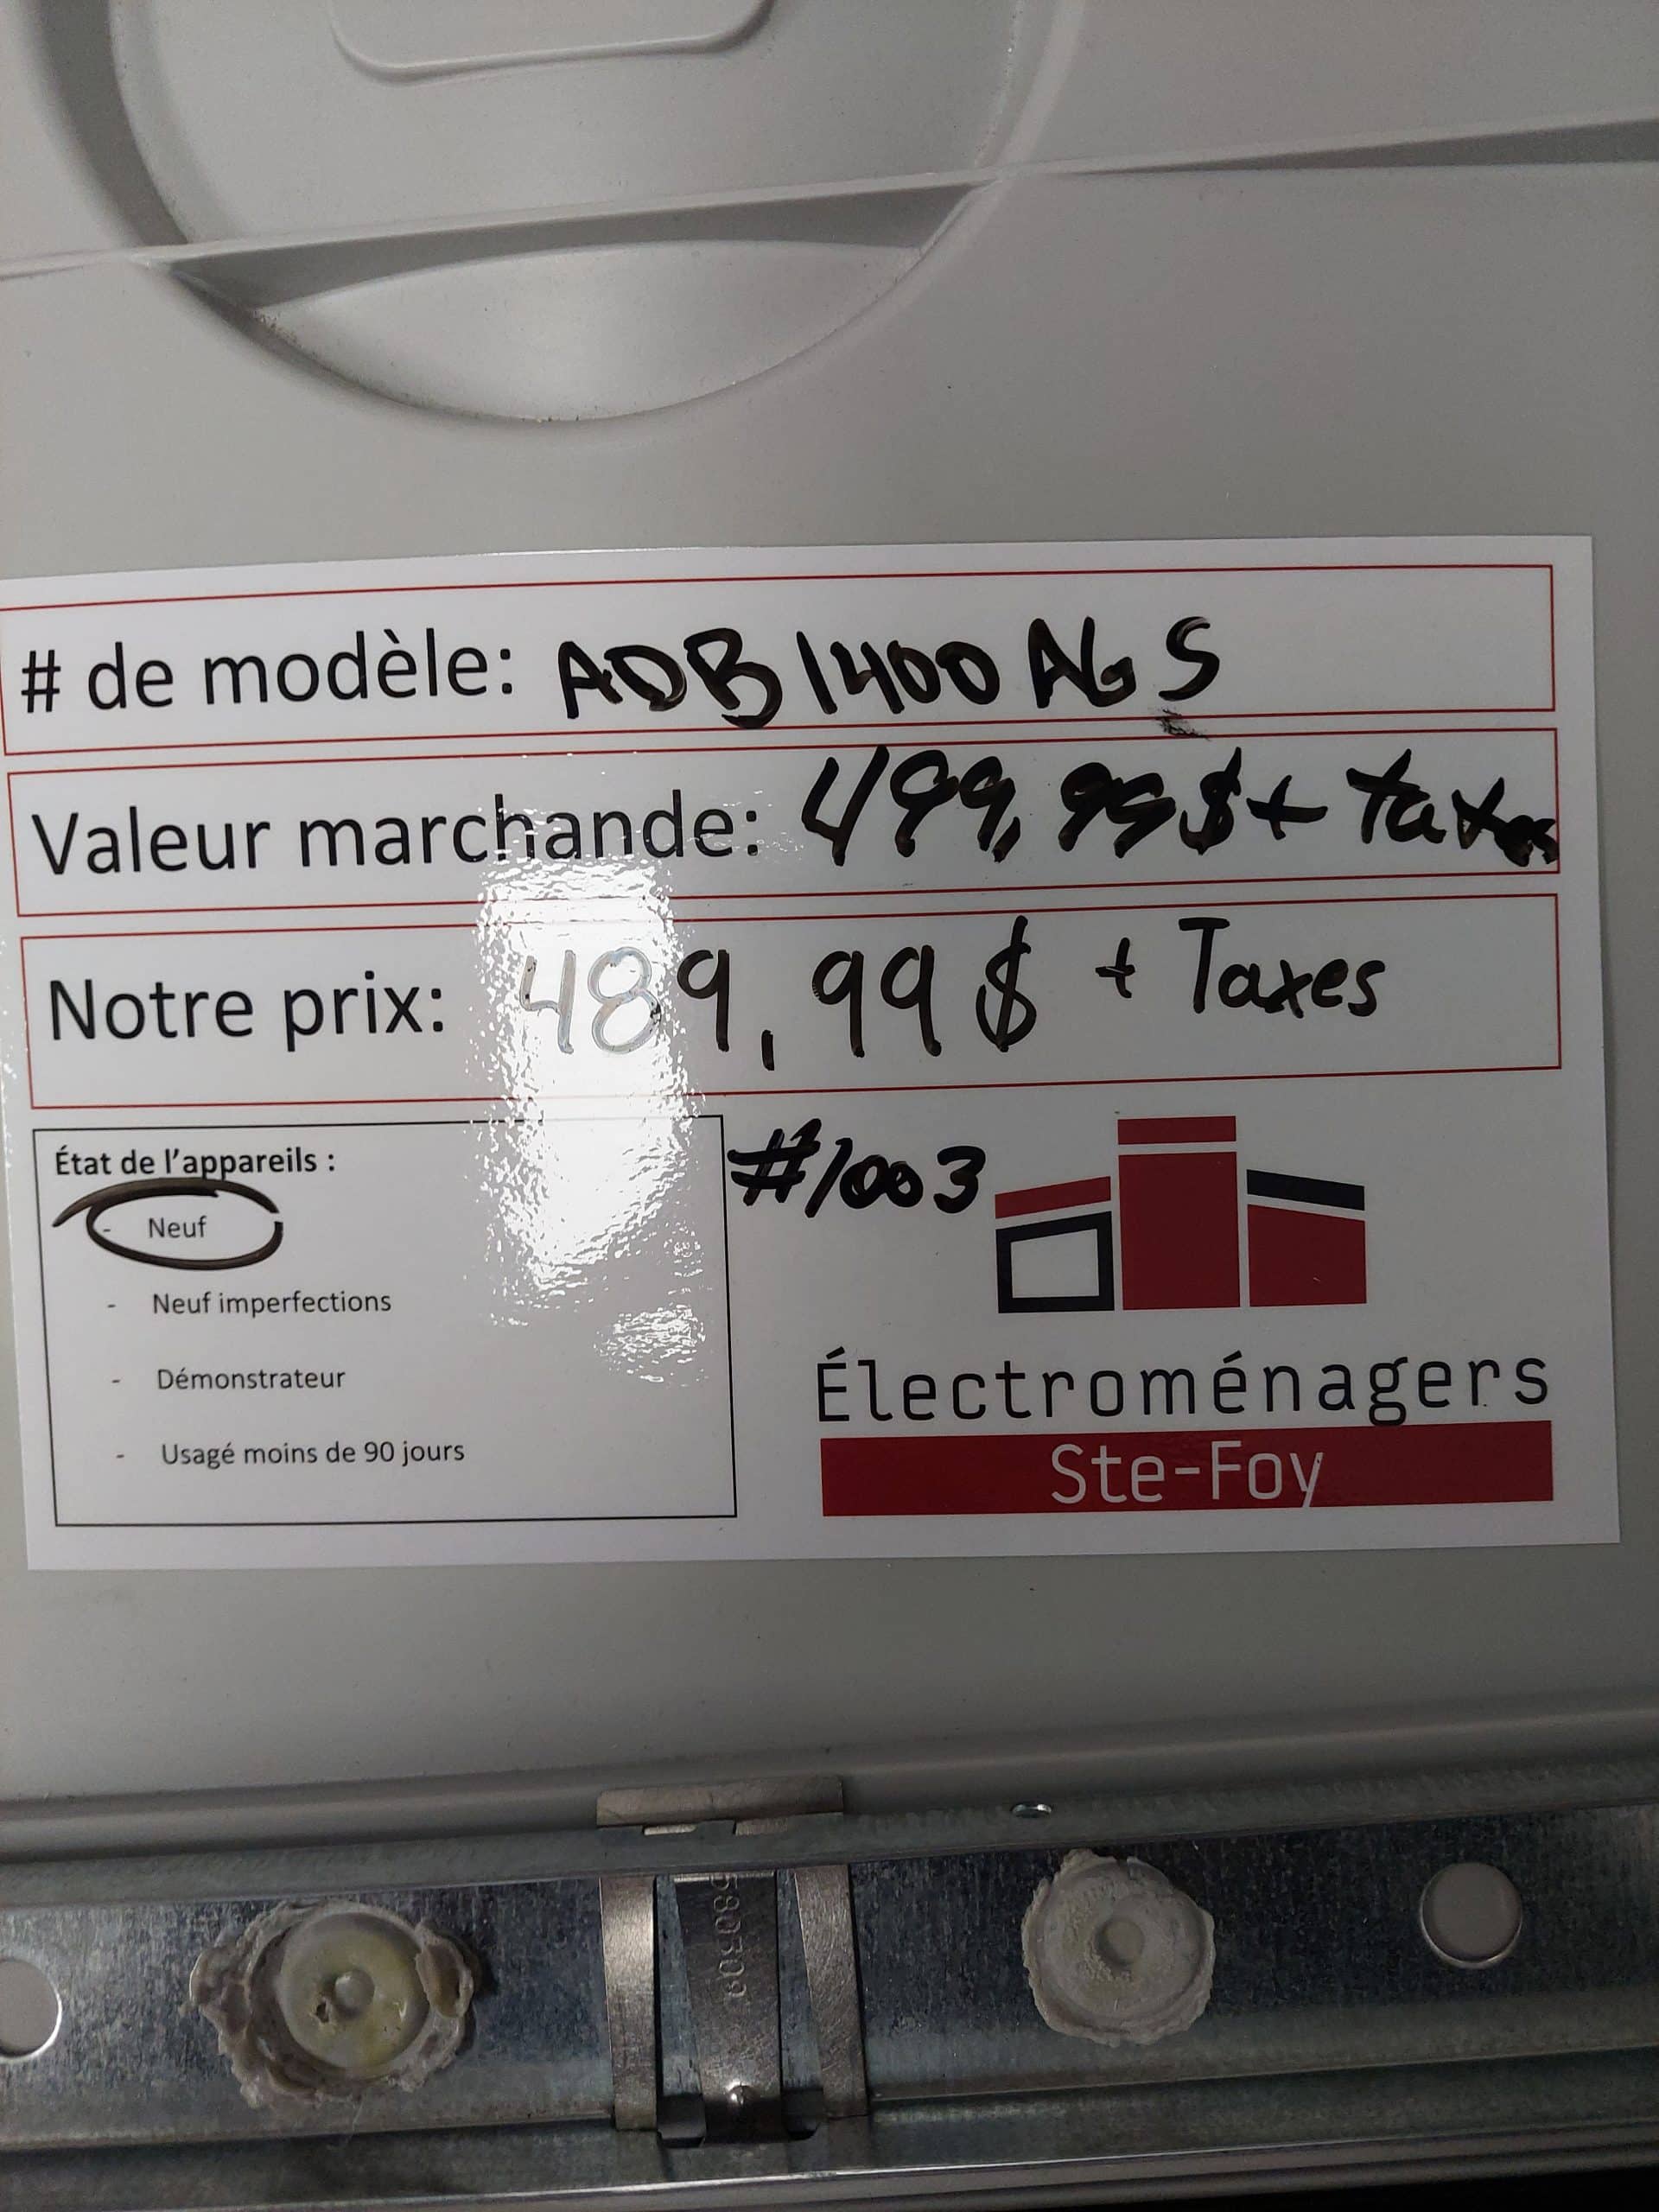 # de modèle: ADB1400AGS
Valeur marchande: 499,99$+ taxes
Notre prix: 489,99$ + Taxes
État de l'appareils :
- Neuf
- Neuf imperfections
- Démonstrateur
- Usagé moins de 90 jours
#1003
Électroménagers
Ste-Foy